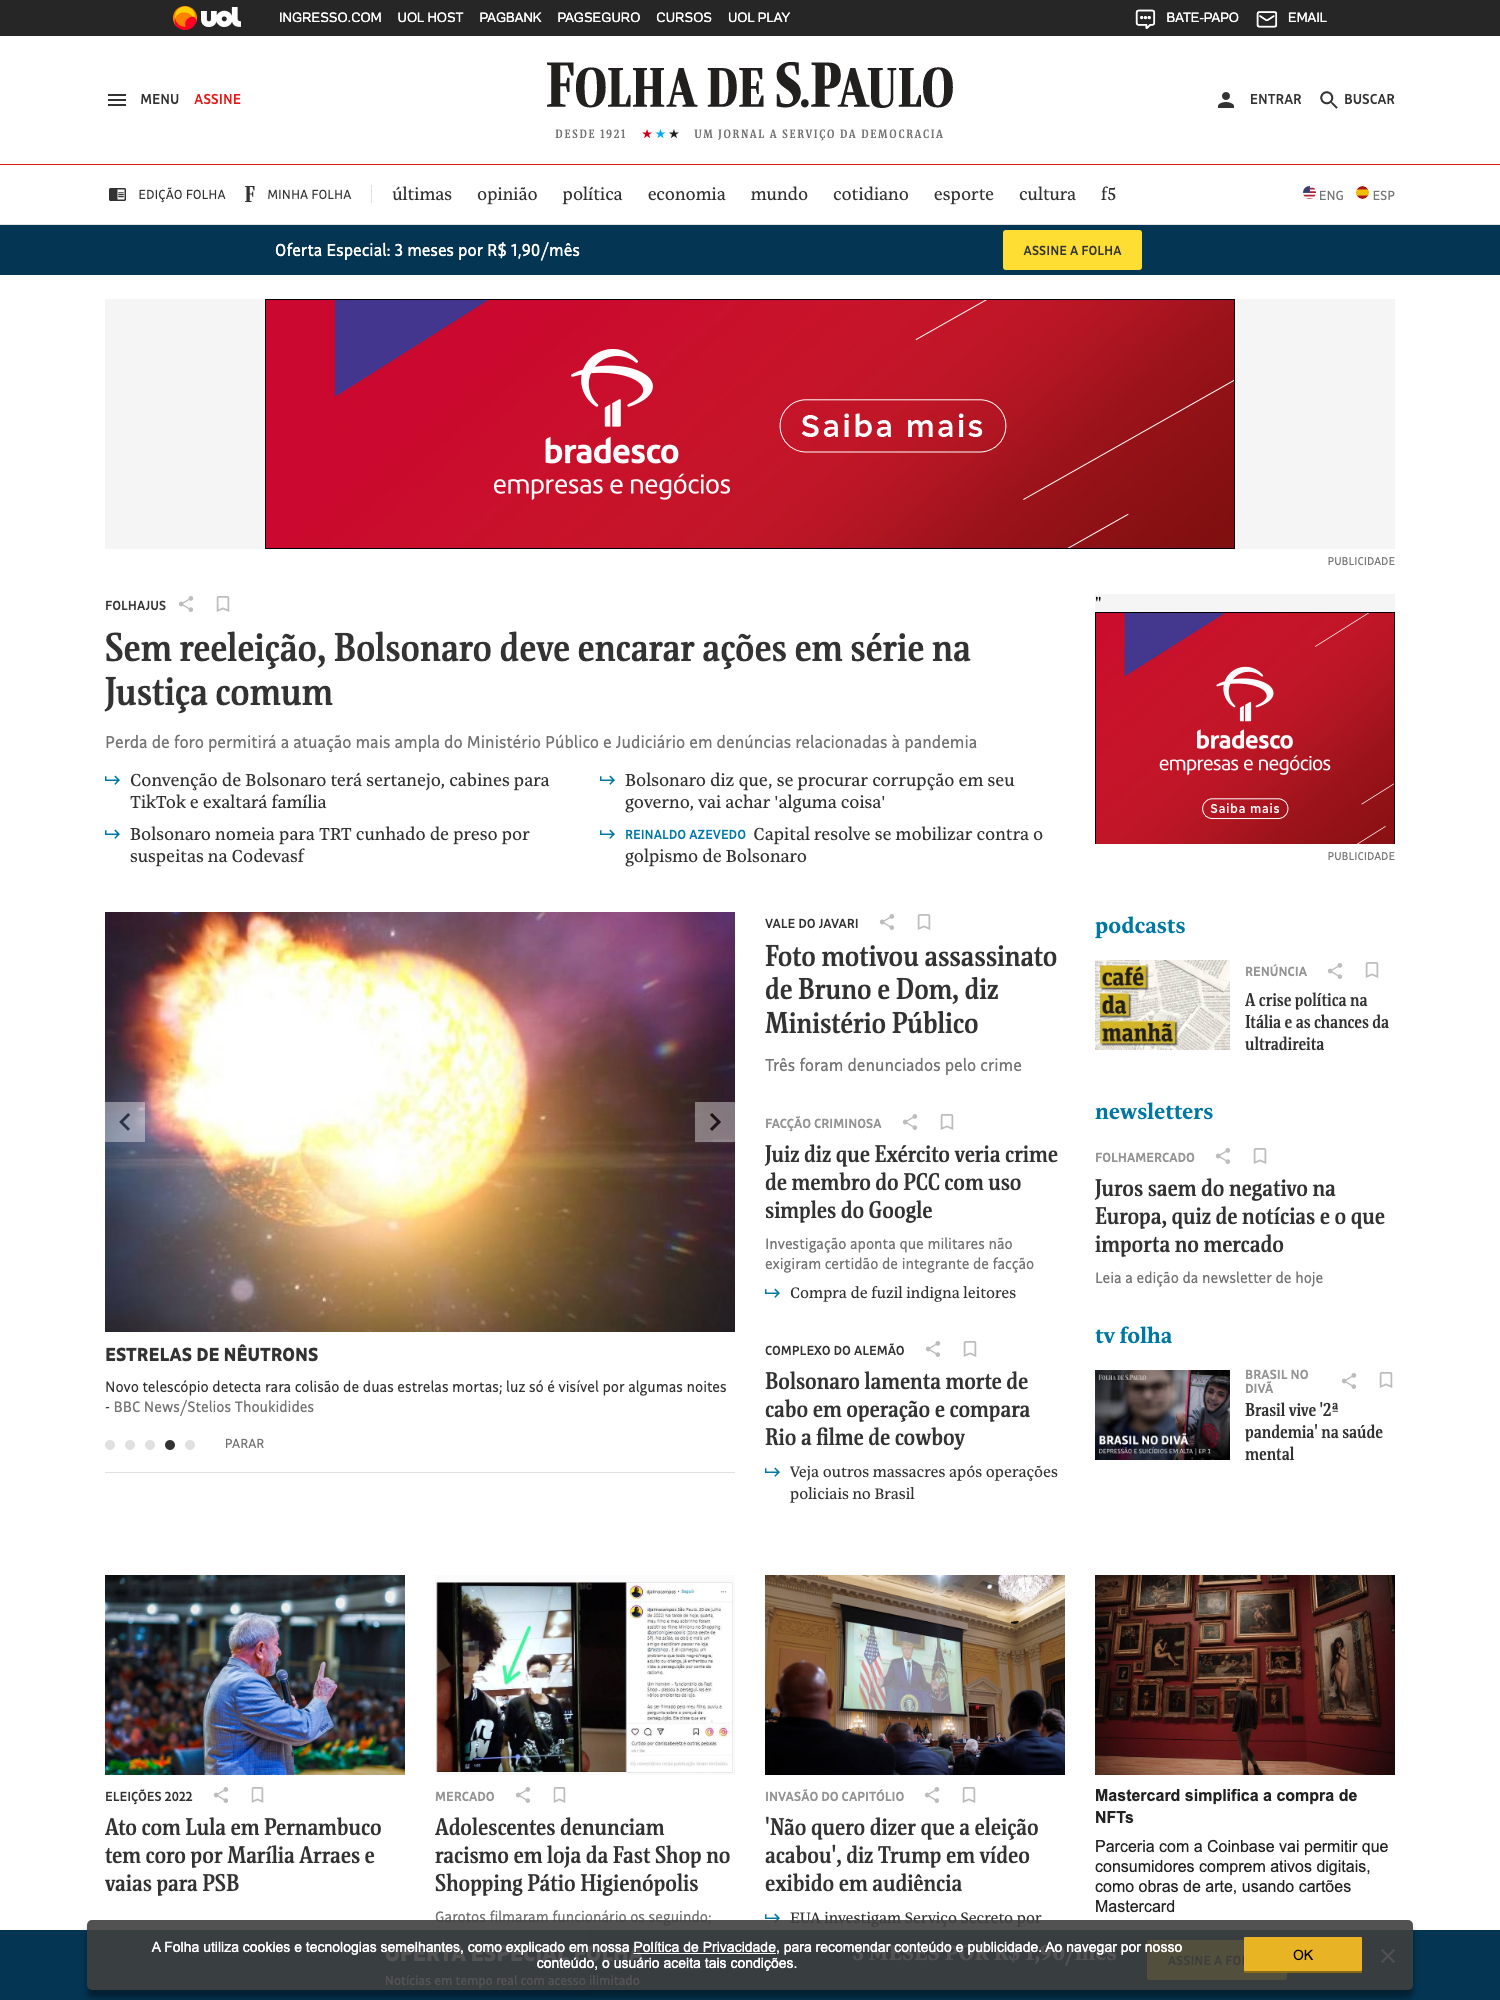 uol INGRESSO.COM UOL HOST PAGBANK PAGSEGURO CURSOS UOL PLAY BATE-PAPO EMAIL
MENU ASSINE FOLHA DE S.PAULO ENTRAR BUSCAR
DESDE 1921 ★★★ UM JORNAL A SERVIÇO DA DEMOCRACIA
EDIÇÃO FOLHA F MINHA FOLHA últimas opinião política economia mundo cotidiano esporte cultura f5 ENG ESP
Oferta Especial: 3 meses por R$ 1,90/mês ASSINE A FOLHA
bradesco
empresas e negócios
Saiba mais
PUBLICIDADE
FOLHAJUS
Sem reeleição, Bolsonaro deve encarar ações em série na
Justiça comum
Perda de foro permitirá a atuação mais ampla do Ministério Público e Judiciário em denúncias relacionadas à pandemia
Convenção de Bolsonaro terá sertanejo, cabines para
TikTok e exaltará família
Bolsonaro nomeia para TRT cunhado de preso por
suspeitas na Codevasf
Bolsonaro diz que, se procurar corrupção em seu
governo, vai achar 'alguma coisa'
REINALDO AZEVEDO Capital resolve se mobilizar contra o
golpismo de Bolsonaro
"
bradesco
empresas e negócios
Saiba mais
PUBLICIDADE
ESTRELAS DE NÊUTRONS
Novo telescópio detecta rara colisão de duas estrelas mortas; luz só é visível por algumas noites
- BBC News/Stelios Thoukidides
PARAR
VALE DO JAVARI
Foto motivou assassinato
de Bruno e Dom, diz
Ministério Público
Três foram denunciados pelo crime
FACÇÃO CRIMINOSA
Juiz diz que Exército veria crime
de membro do PCC com uso
simples do Google
Investigação aponta que militares não
exigiram certidão de integrante de facção
Compra de fuzil indigna leitores
COMPLEXO DO ALEMÃO
Bolsonaro lamenta morte de
cabo em operação e compara
Rio a filme de cowboy
Veja outros massacres após operações
policiais no Brasil
podcasts
café
da
manhã
RENÚNCIA
A crise política na
Itália e as chances da
ultradireita
newsletters
FOLHAMERCADO
Juros saem do negativo na
Europa, quiz de notícias e o que
importa no mercado
Leia a edição da newsletter de hoje
tv folha
FOLHA DE S.PAULO
BRASIL NO DIVÃ
DEPRESSÃO E SUICÍDIOS EM ALTA | EP. 1
BRASIL NO
DIVÃ
Brasil vive '2ª
pandemia' na saúde
mental
ELEIÇÕES 2022
Ato com Lula em Pernambuco
tem coro por Marília Arraes e
vaias para PSB
MERCADO
Adolescentes denunciam
racismo em loja da Fast Shop no
Shopping Pátio Higienópolis
Garotos filmaram funcionário os seguindo;
INVASÃO DO CAPITÓLIO
'Não quero dizer que a eleição
acabou', diz Trump em vídeo
exibido em audiência
EUA investigam Serviço Secreto por
Mastercard simplifica a compra de
NFTs
Parceria com a Coinbase vai permitir que
consumidores comprem ativos digitais,
como obras de arte, usando cartões
Mastercard
A Folha utiliza cookies e tecnologias semelhantes, como explicado em nossa Política de Privacidade, para recomendar conteúdo e publicidade. Ao navegar por nosso
conteúdo, o usuário aceita tais condições.
OK
Notícias em tempo real com acesso ilimitado
ASSINE A FO